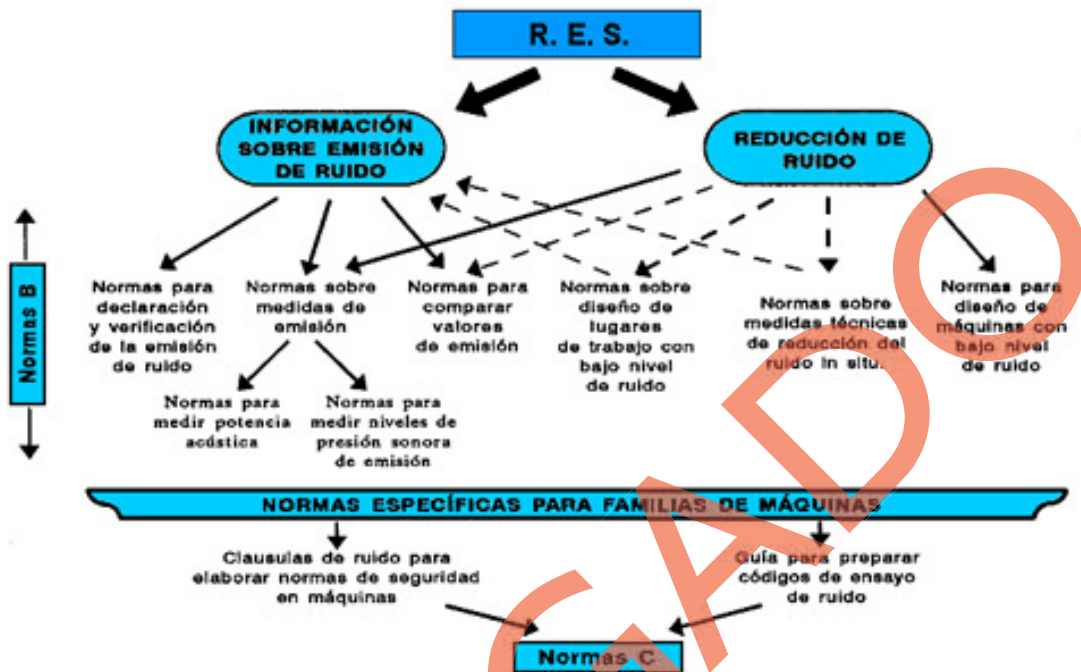 R. E. S.
INFORMACIÓN
SOBRE EMISIÓN
DE RUIDO
REDUCCIÓN DE
RUIDO
Normas B
Normas para
declaración
y verificación
de la emisión
de ruido
Normas sobre
medidas de
emisión
Normas para
comparar
valores
de emisión
Normas sobre
diseño de
lugares
de trabajo con
bajo nivel
de ruido
Normas sobre
medidas técnicas
de reducción del
ruido in situ.
Normas para
diseño de
máquinas con
bajo nivel
de ruido
Normas para
medir potencia
acústica
Normas para
medir niveles de
presión sonora
de emisión
NORMAS ESPECÍFICAS PARA FAMILIAS DE MÁQUINAS
Clausulas de ruido para
elaborar normas de seguridad
en máquinas
Guía para preparar
códigos de ensayo
de ruido
Normas C
GADO